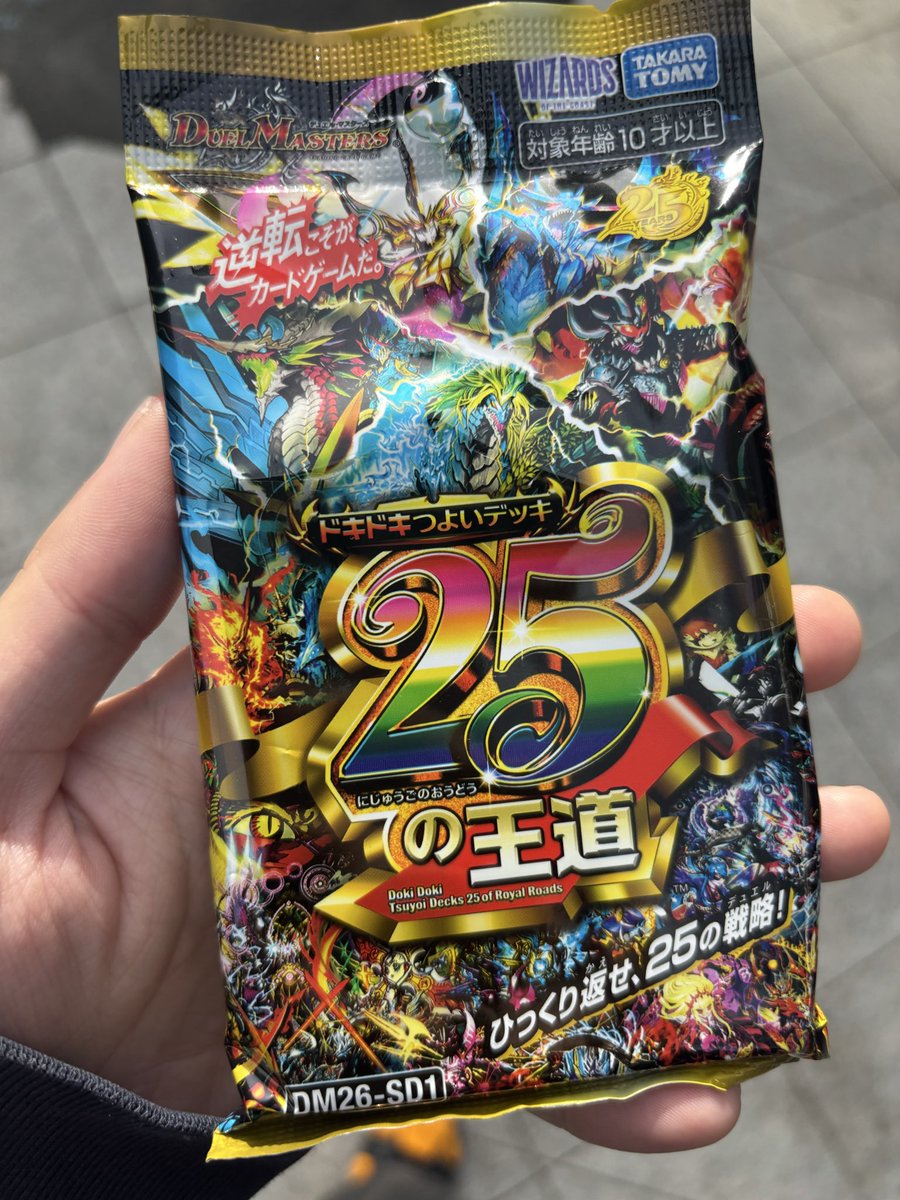 WIZARDS
OF THE COAST
TAKARA
TOMY
DUEL MASTERS
たいしょうねんれい さいいじょう
対象年齢10才以上
25
YEARS
逆転こそが、
カードゲームだ。
ドキドキつよいデッキ
25
にじゅうごのおうどう
の王道
Doki Doki
Tsuyoi Decks 25 of Royal Roads
TM
デュエル
ひっくり返せ、25の戦略!
DM26-SD1